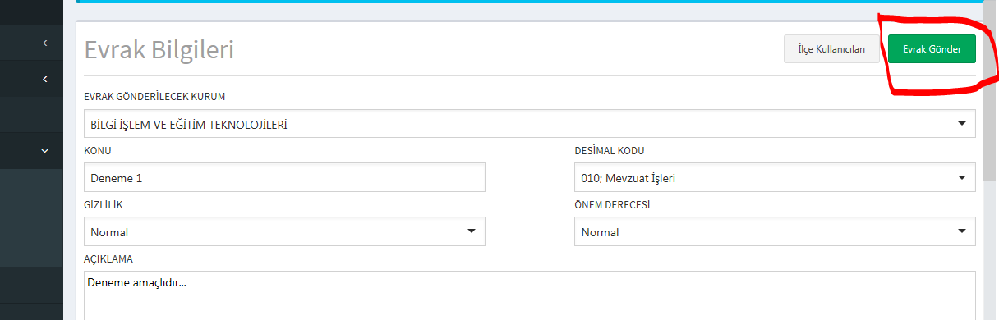 Evrak Bilgileri
İlçe Kullanıcıları
Evrak Gönder
EVRAK GÖNDERİLECEK KURUM
BİLGİ İŞLEM VE EĞİTİM TEKNOLOJİLERİ
KONU
DESİMAL KODU
Deneme 1
010; Mevzuat İşleri
GİZLİLİK
ÖNEM DERECESİ
Normal
Normal
AÇIKLAMA
Deneme amaçlıdır...